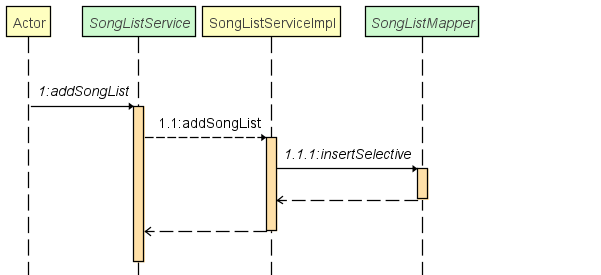 Actor
SongListService
SongListServiceImpl
SongListMapper
1:addSongList
1.1:addSongList
1.1.1:insertSelective